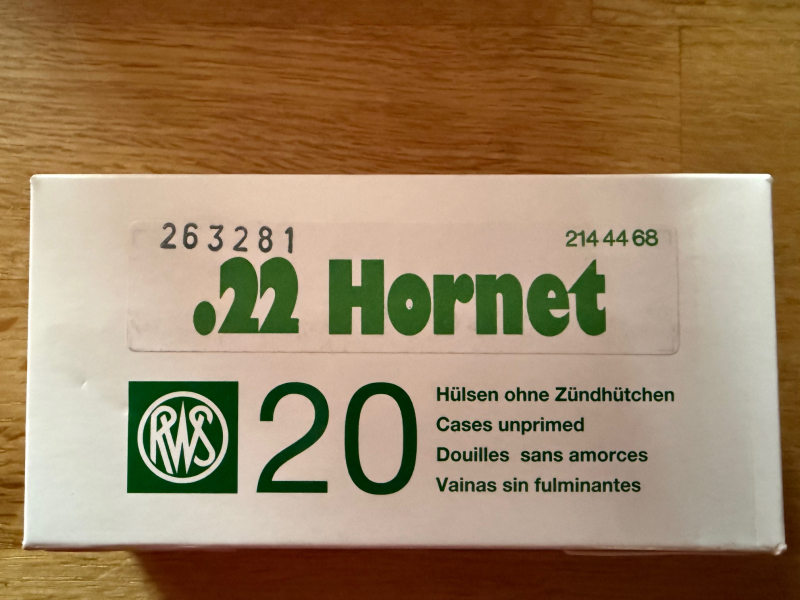 263281
214 44 68
.22 Hornet
RWS
20
Hülsen ohne Zündhütchen
Cases unprimed
Douilles sans amorces
Vainas sin fulminantes